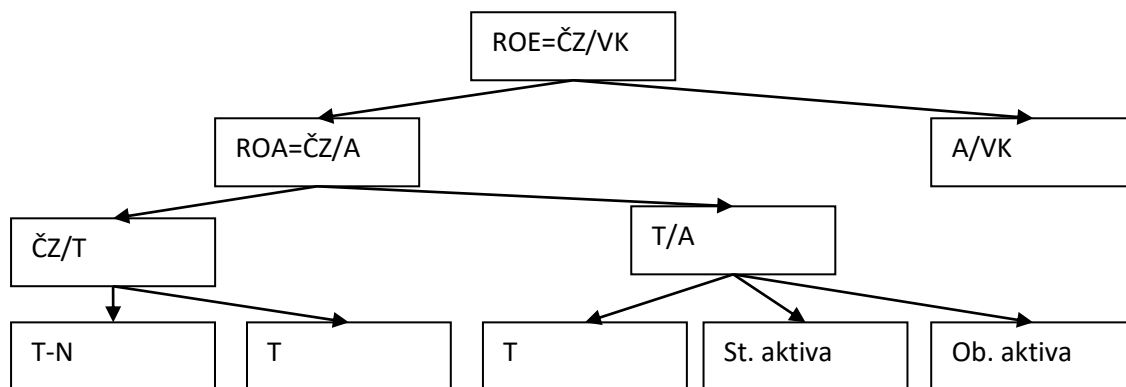 ROE=ČZ/VK
ROA=ČZ/A
A/VK
ČZ/T
T/A
T-N
T
T
St. aktiva
Ob. aktiva